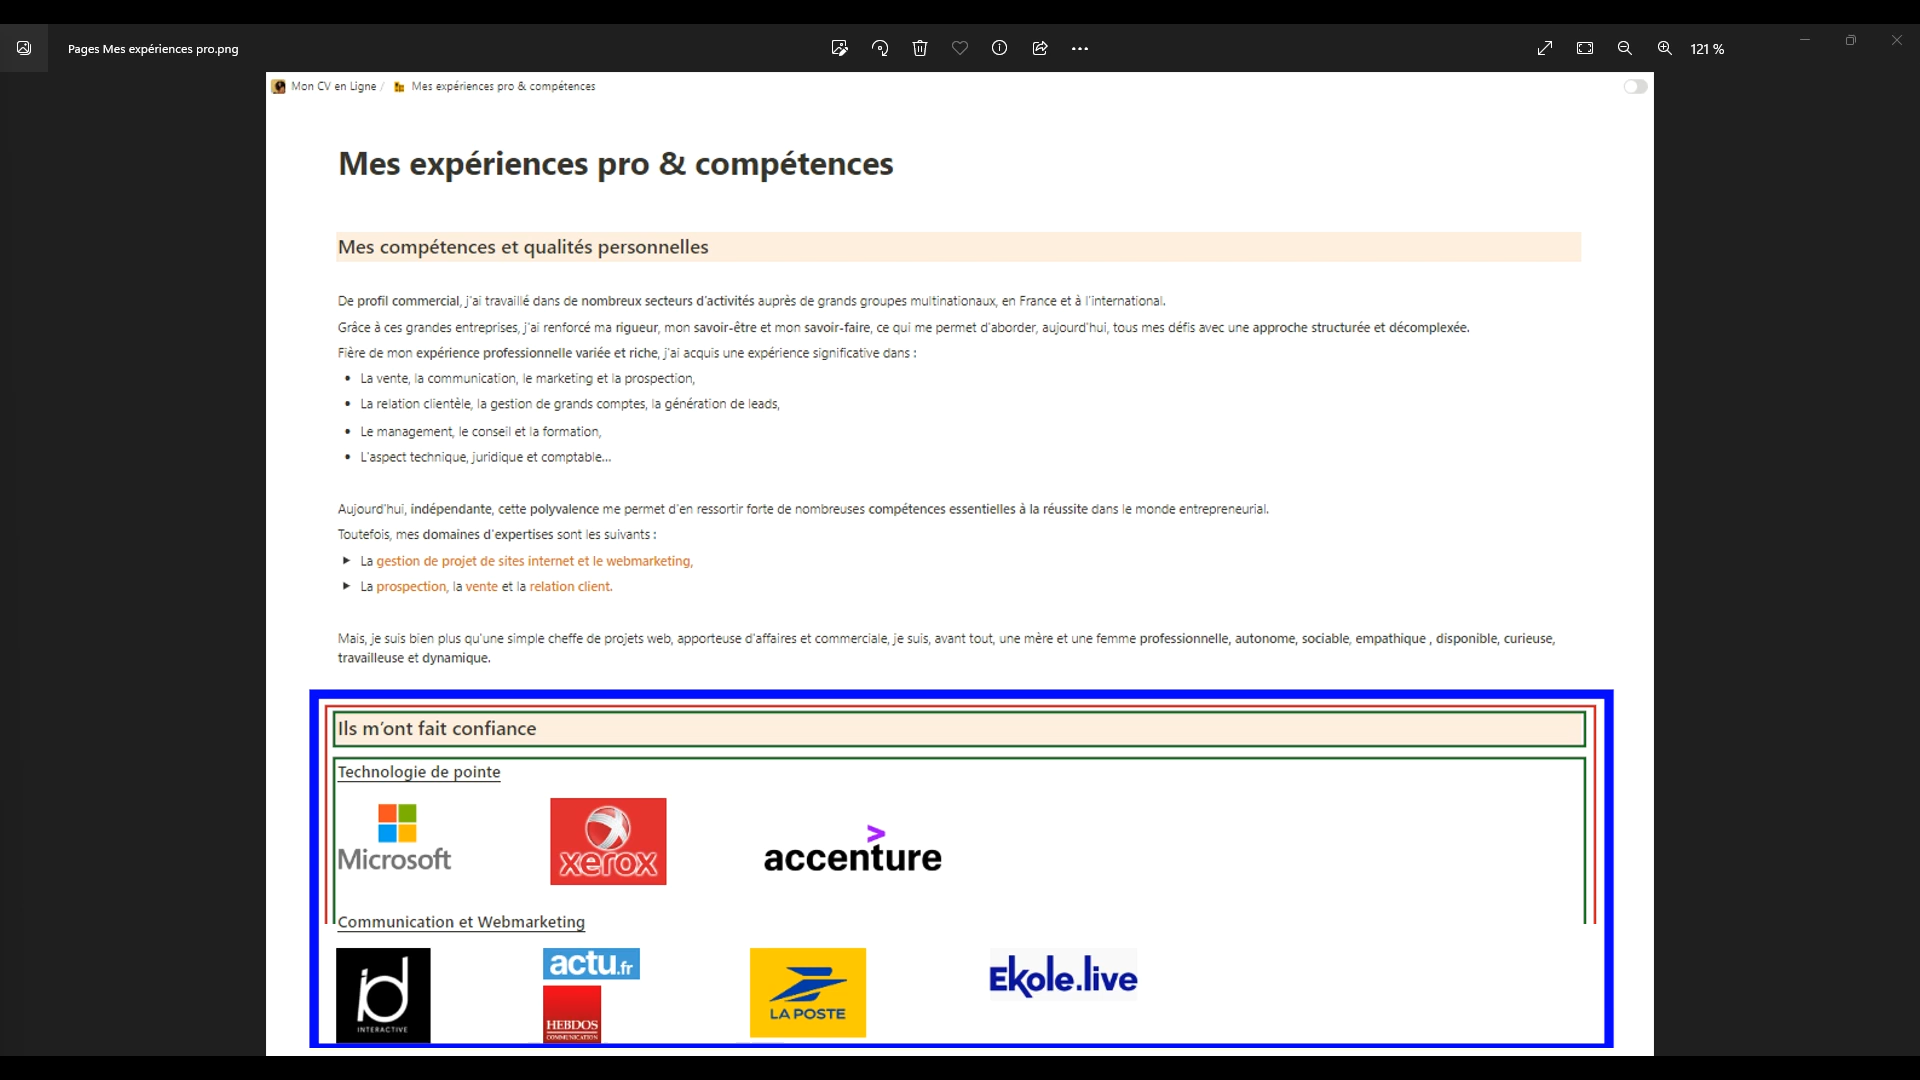 Pages Mes expériences pro.png
121 %
Mon CV en Ligne / Mes expériences pro & compétences
Mes expériences pro & compétences
Mes compétences et qualités personnelles
De profil commercial, j'ai travaillé dans de nombreux secteurs d'activités auprès de grands groupes multinationaux, en France et à l'international.
Grâce à ces grandes entreprises, j'ai renforcé ma rigueur, mon savoir-être et mon savoir-faire, ce qui me permet d'aborder, aujourd'hui, tous mes défis avec une approche structurée et décomplexée.
Fière de mon expérience professionnelle variée et riche, j'ai acquis une expérience significative dans :
• La vente, la communication, le marketing et la prospection,
• La relation clientèle, la gestion de grands comptes, la génération de leads,
• Le management, le conseil et la formation,
• L'aspect technique, juridique et comptable...
Aujourd'hui, indépendante, cette polyvalence me permet d'en ressortir forte de nombreuses compétences essentielles à la réussite dans le monde entrepreneurial.
Toutefois, mes domaines d'expertises sont les suivants :
La gestion de projet de sites internet et le webmarketing,
La prospection, la vente et la relation client.
Mais, je suis bien plus qu'une simple cheffe de projets web, apporteuse d'affaires et commerciale, je suis, avant tout, une mère et une femme professionnelle, autonome, sociable, empathique , disponible, curieuse,
travailleuse et dynamique.
Ils m'ont fait confiance
Technologie de pointe
Microsoft
xerox
accenture
Communication et Webmarketing
id
INTERACTIVE
actu.fr
HEBDOS
COMMUNICATION
LA POSTE
Ekole.live